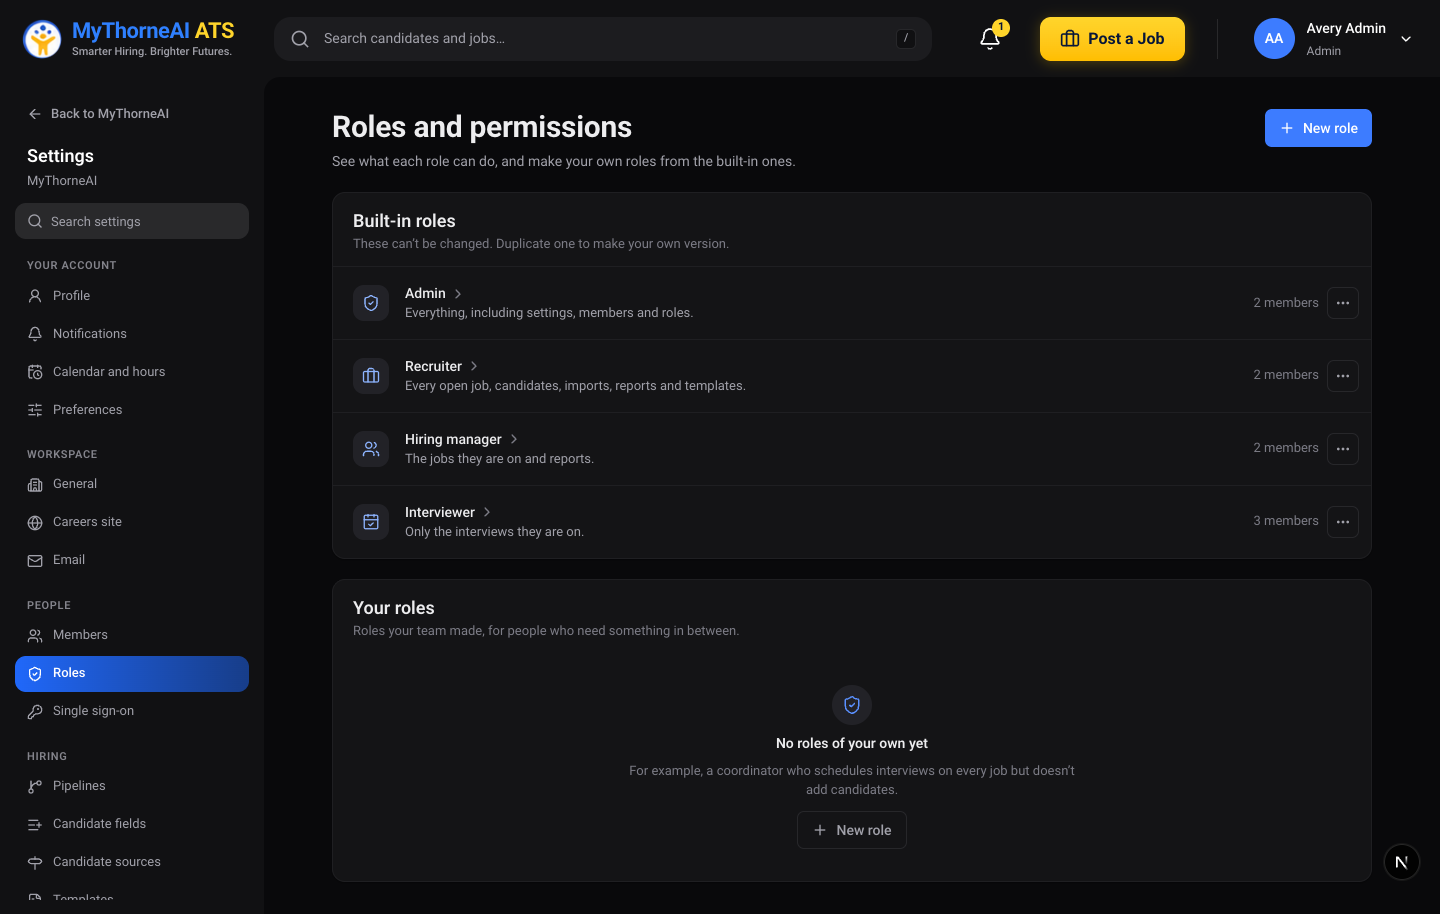 MyThorneAI ATS
Smarter Hiring. Brighter Futures.
Search candidates and jobs...
/
1
Post a Job
AA
Avery Admin
Admin
Back to MyThorneAI
Settings
MyThorneAI
Search settings
YOUR ACCOUNT
Profile
Notifications
Calendar and hours
Preferences
WORKSPACE
General
Careers site
Email
PEOPLE
Members
Roles
Single sign-on
HIRING
Pipelines
Candidate fields
Candidate sources
Templates
Roles and permissions
See what each role can do, and make your own roles from the built-in ones.
New role
Built-in roles
These can't be changed. Duplicate one to make your own version.
Admin
Everything, including settings, members and roles.
2 members
Recruiter
Every open job, candidates, imports, reports and templates.
2 members
Hiring manager
The jobs they are on and reports.
2 members
Interviewer
Only the interviews they are on.
3 members
Your roles
Roles your team made, for people who need something in between.
No roles of your own yet
For example, a coordinator who schedules interviews on every job but doesn't
add candidates.
New role
N